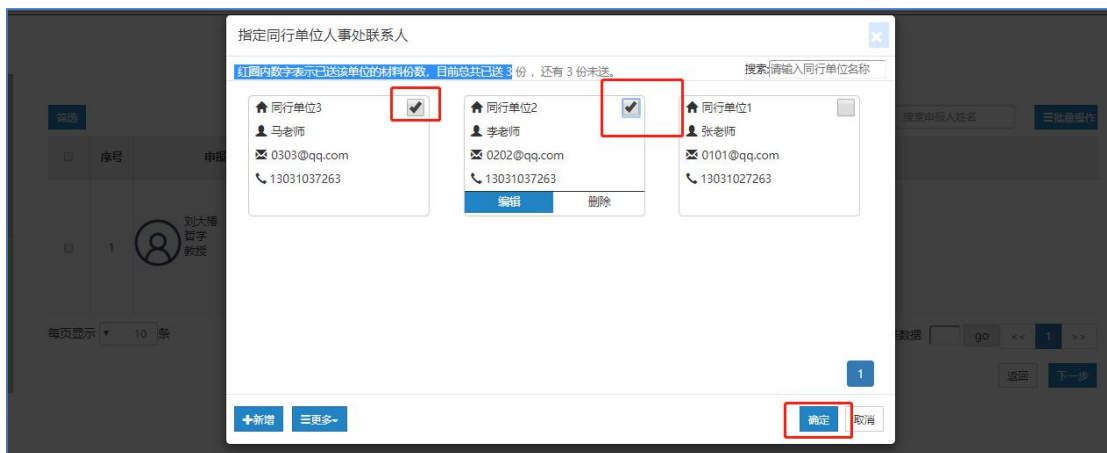 指定同行单位人事处联系人
红圈内数字表示已送该单位的材料份数，目前总共已送 3 份，还有 3 份未送。
搜索:请输入同行单位名称
同行单位3
马老师
0303@qq.com
13031037263
同行单位2
李老师
0202@qq.com
13031037263
编辑 删除
同行单位1
张老师
0101@qq.com
13031027263
1
新增 更多
确定 取消
筛选
搜索申报人姓名
批量操作
序号 申报
1
刘大椿
哲学
教授
每页显示 10 条
数据 go << 1 >>
返回 下一步